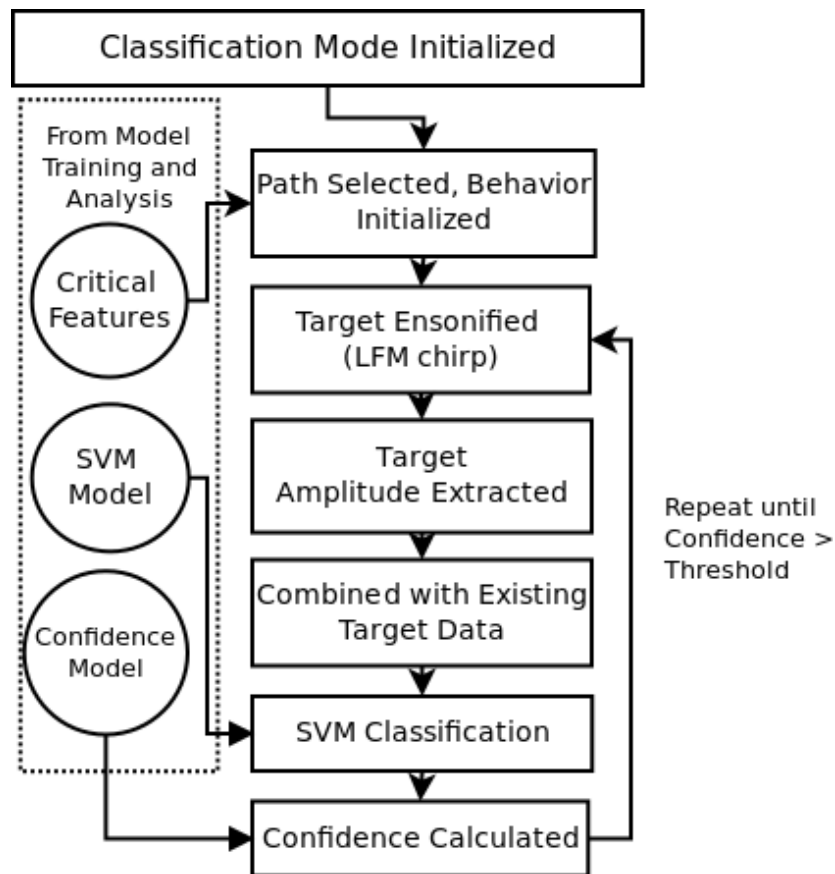 Classification Mode Initialized
From Model
Training and
Analysis
Path Selected, Behavior
Initialized
Critical
Features
Target Ensonified
(LFM chirp)
SVM
Model
Target
Amplitude Extracted
Repeat until
Confidence >
Threshold
Combined with Existing
Target Data
Confidence
Model
SVM Classification
Confidence Calculated